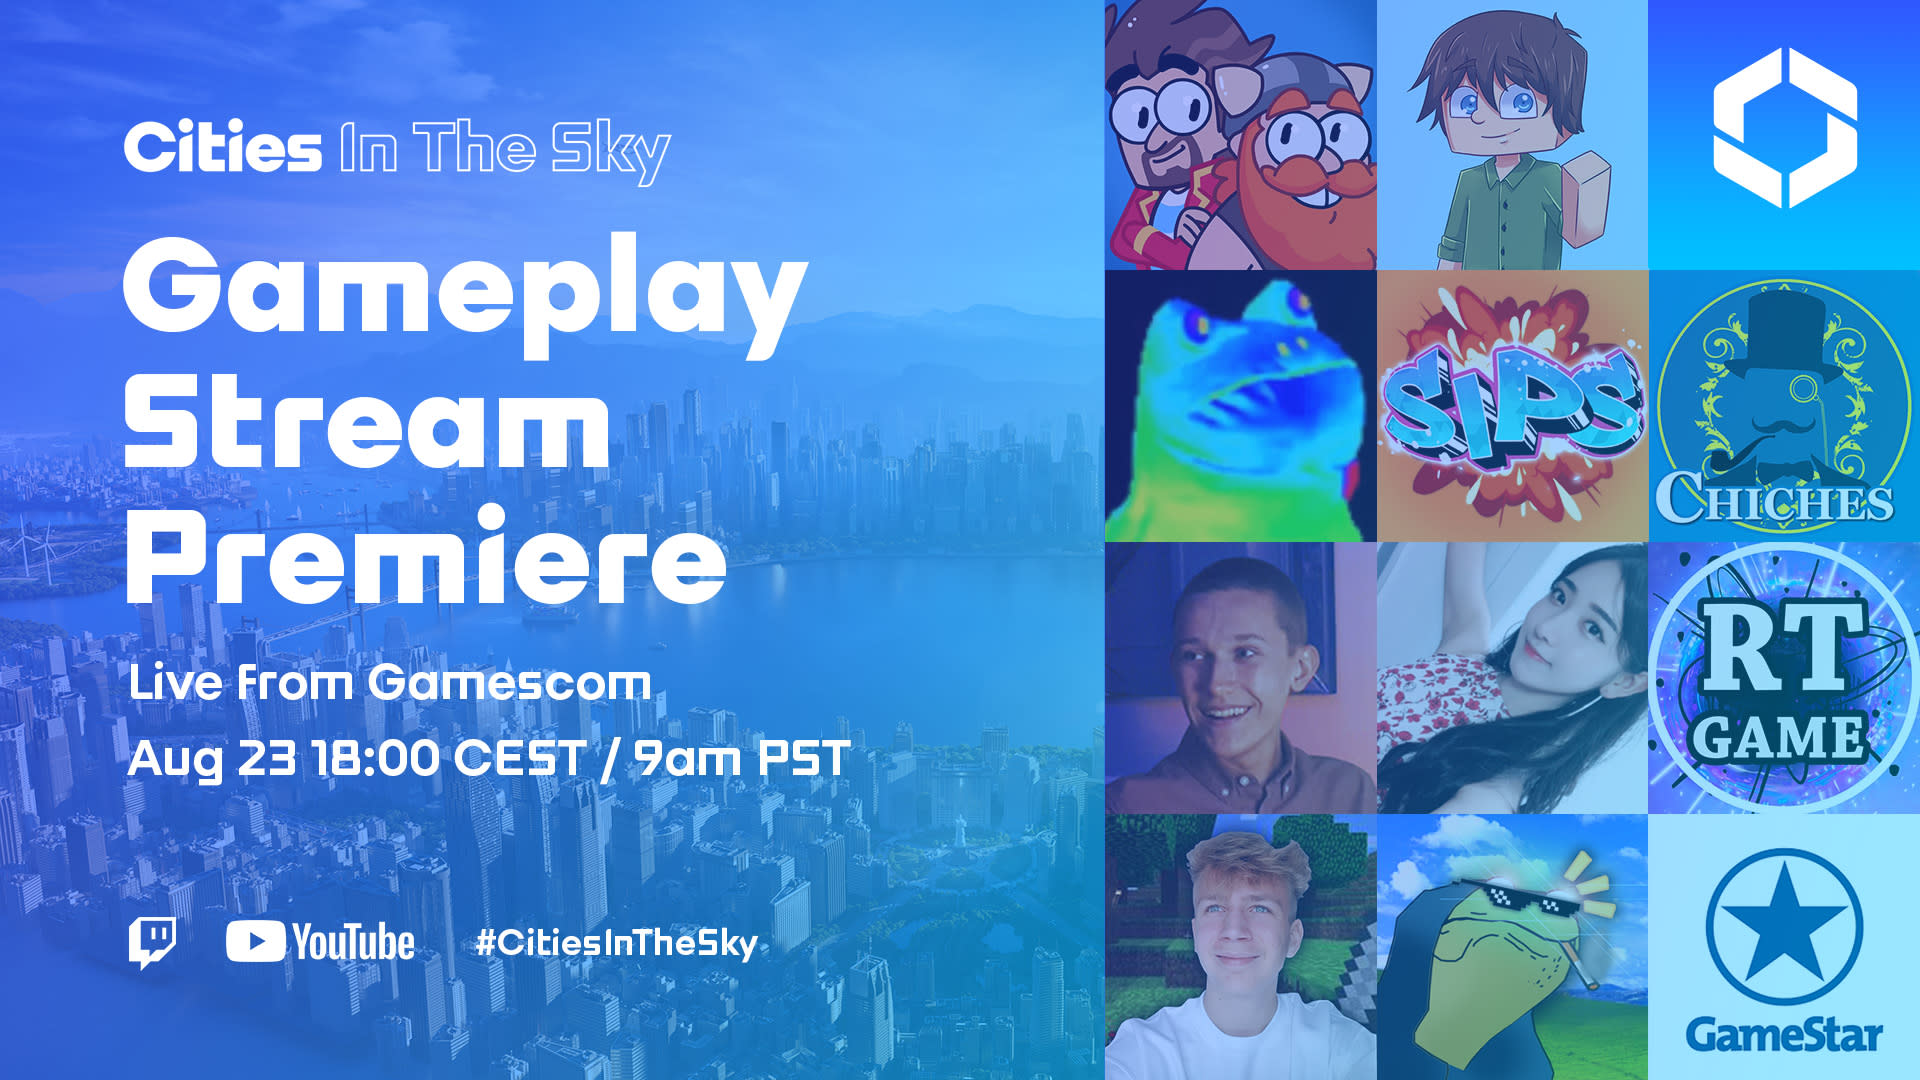 Cities In The Sky
Gameplay
Stream
Premiere
Live From Gamescom
Aug 23 18:00 CEST / 9am PST
YouTube
#CitiesInTheSky
SIPS
CHICHES
RT
GAME
GameStar